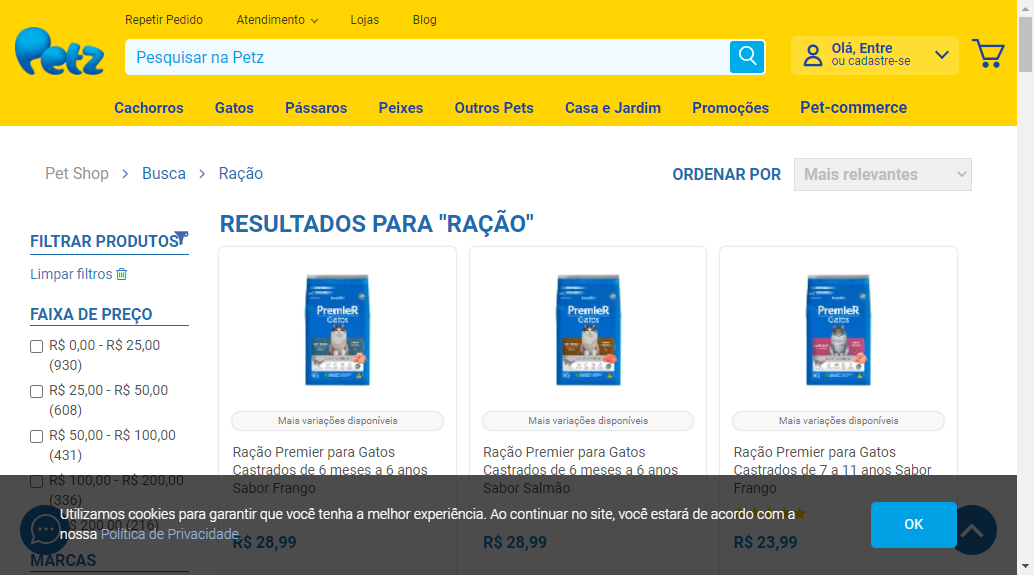 Repetir Pedido
Atendimento
Lojas
Blog
Petz
Pesquisar na Petz
Olá, Entre
ou cadastre-se
Cachorros
Gatos
Pássaros
Peixes
Outros Pets
Casa e Jardim
Promoções
Pet-commerce
Pet Shop > Busca > Ração
ORDENAR POR
Mais relevantes
FILTRAR PRODUTOS
Limpar filtros
FAIXA DE PREÇO
R$ 0,00 - R$ 25,00
(930)
R$ 25,00 - R$ 50,00
(608)
R$ 50,00 - R$ 100,00
(431)
R$ 100,00 - R$ 200,00
(336)
R$ 200,00 (216)
MARCAS
RESULTADOS PARA "RAÇÃO"
PremieR
Gatos
Mais variações disponíveis
Ração Premier para Gatos
Castrados de 6 meses a 6 anos
Sabor Frango
R$ 28,99
PremieR
Gatos
Mais variações disponíveis
Ração Premier para Gatos
Castrados de 6 meses a 6 anos
Sabor Salmão
R$ 28,99
PremieR
Gatos
Mais variações disponíveis
Ração Premier para Gatos
Castrados de 7 a 11 anos Sabor
Frango
R$ 23,99
Utilizamos cookies para garantir que você tenha a melhor experiência. Ao continuar no site, você estará de acordo com a
nossa Política de Privacidade.
OK